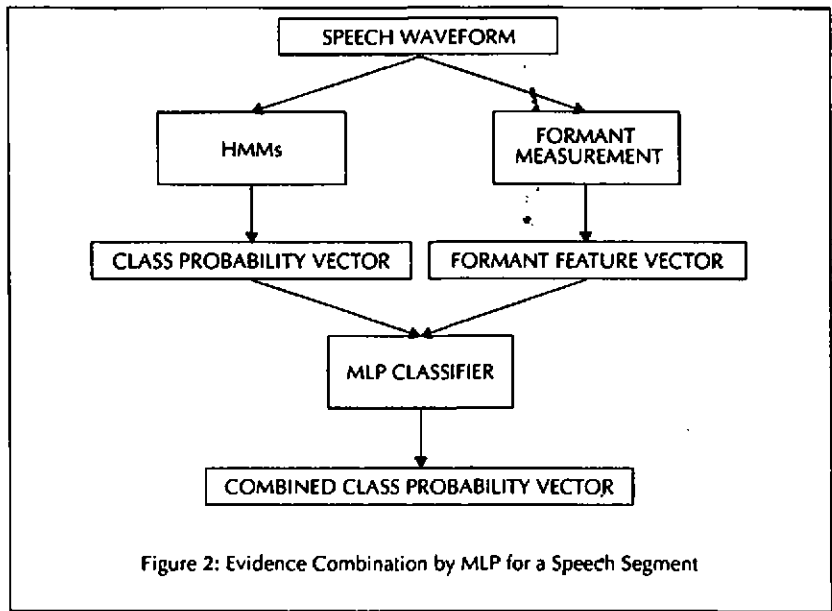 SPEECH WAVEFORM
HMMs
FORMANT
MEASUREMENT
CLASS PROBABILITY VECTOR
FORMANT FEATURE VECTOR
MLP CLASSIFIER
COMBINED CLASS PROBABILITY VECTOR
Figure 2: Evidence Combination by MLP for a Speech Segment